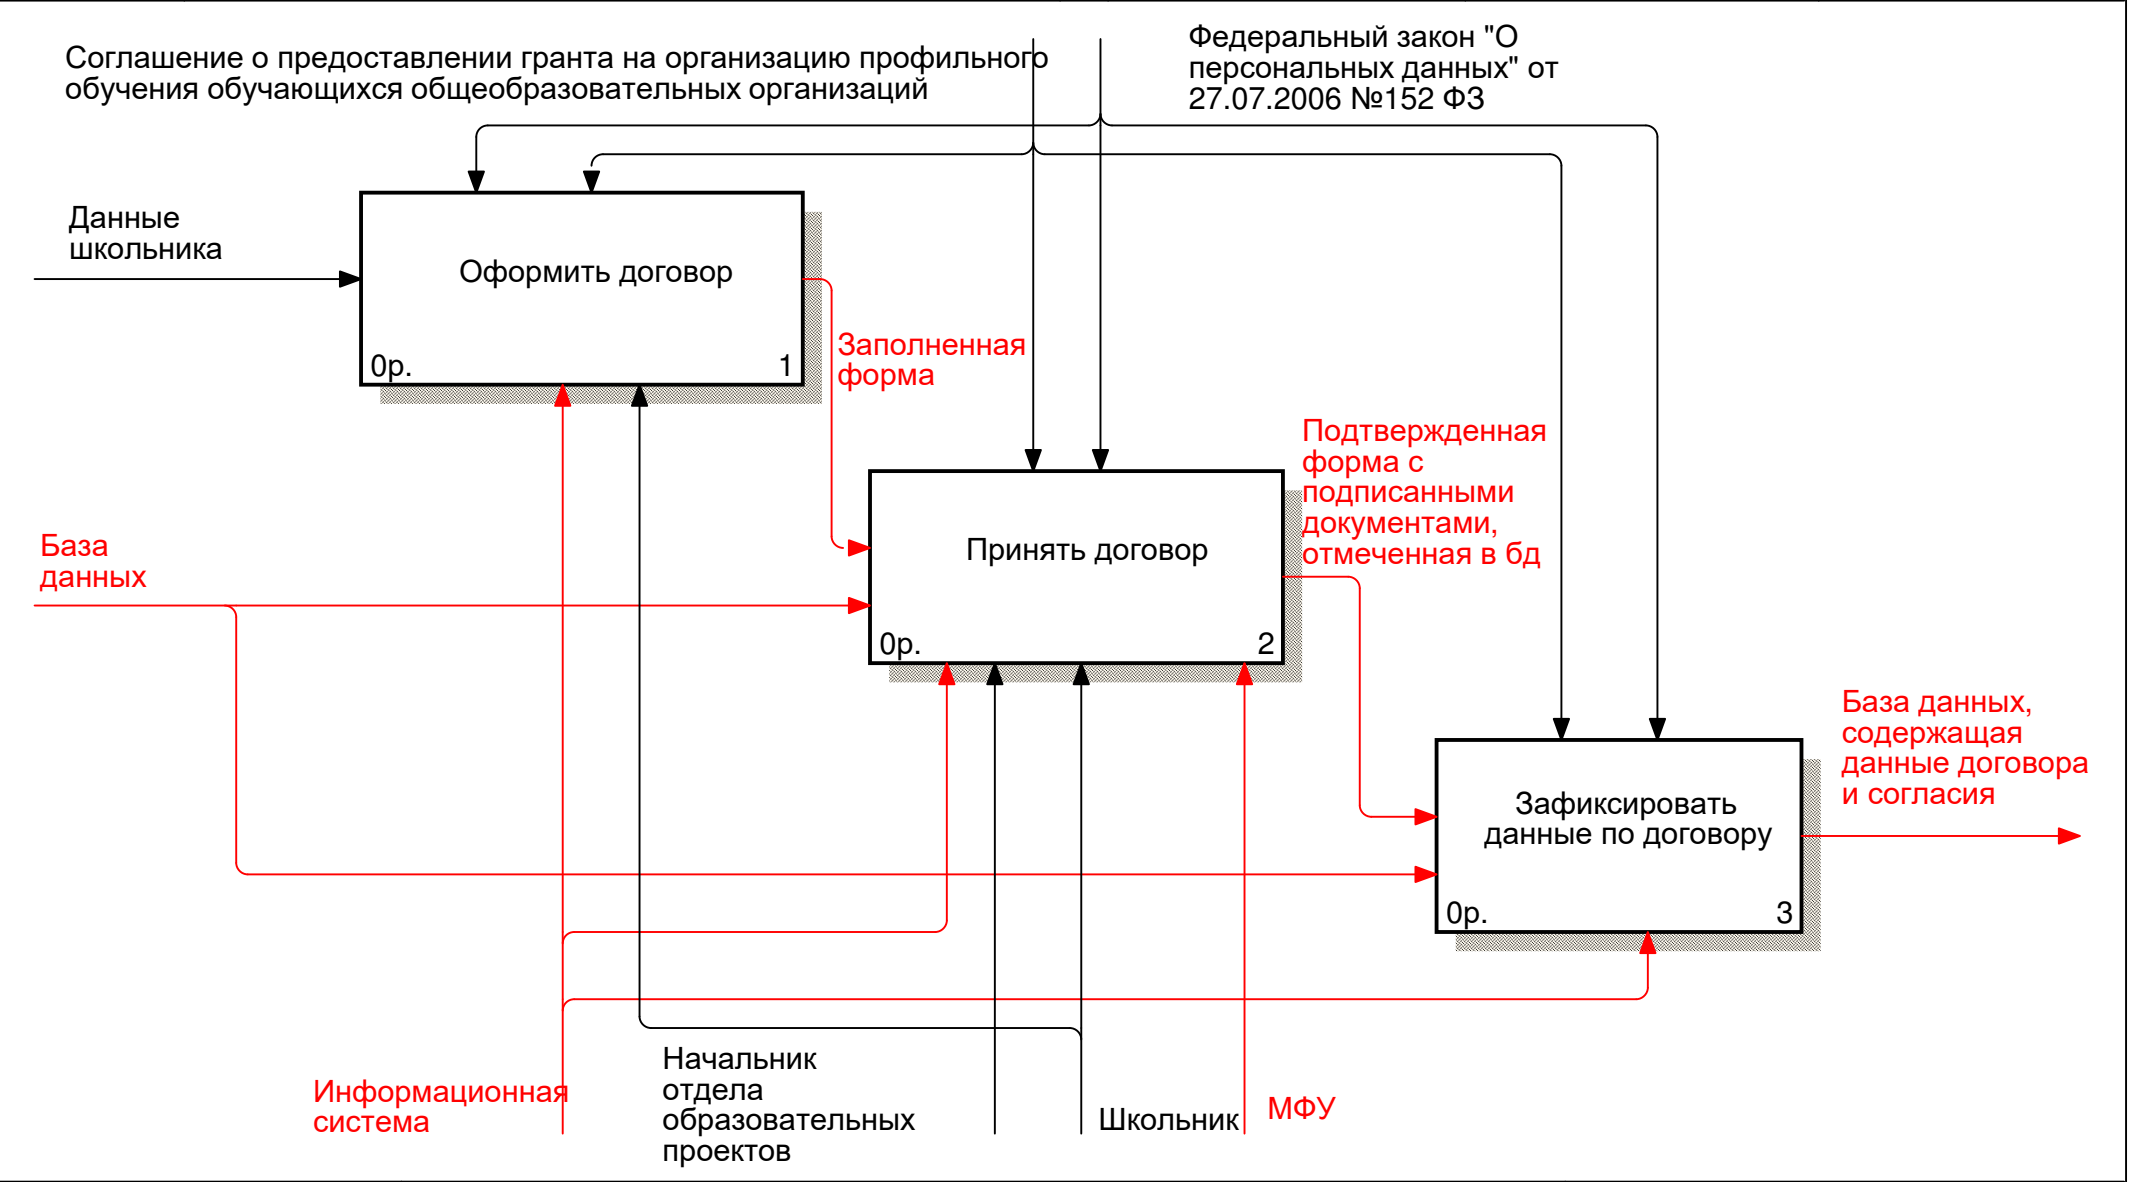 Соглашение о предоставлении гранта на организацию профильного
обучения обучающихся общеобразовательных организаций
Федеральный закон "О
персональных данных" от
27.07.2006 №152 ФЗ
Данные
школьника
Оформить договор
0р.
1
Заполненная
форма
База
данных
Принять договор
0р.
2
Подтвержденная
форма с
подписанными
документами,
отмеченная в бд
Зафиксировать
данные по договору
0р.
3
База данных,
содержащая
данные договора
и согласия
Информационная
система
Начальник
отдела
образовательных
проектов
Школьник
МФУ